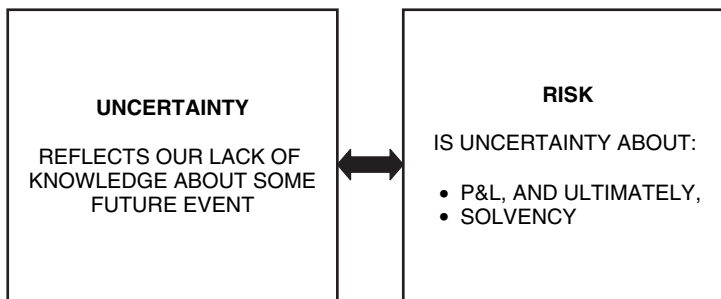 UNCERTAINTY
REFLECTS OUR LACK OF
KNOWLEDGE ABOUT SOME
FUTURE EVENT
RISK
IS UNCERTAINTY ABOUT:
• P&L, AND ULTIMATELY,
• SOLVENCY